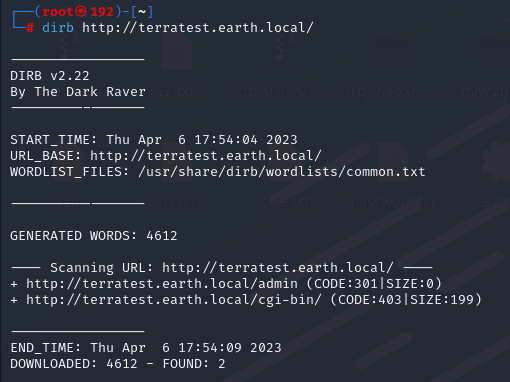 ┌──(root㉿192)-[~]
└─# dirb http://terratest.earth.local/
-----------------
DIRB v2.22
By The Dark Raver
-----------------
START_TIME: Thu Apr  6 17:54:04 2023
URL_BASE: http://terratest.earth.local/
WORDLIST_FILES: /usr/share/dirb/wordlists/common.txt
-----------------
GENERATED WORDS: 4612
---- Scanning URL: http://terratest.earth.local/ ----
+ http://terratest.earth.local/admin (CODE:301|SIZE:0)
+ http://terratest.earth.local/cgi-bin/ (CODE:403|SIZE:199)
-----------------
END_TIME: Thu Apr  6 17:54:09 2023
DOWNLOADED: 4612 - FOUND: 2